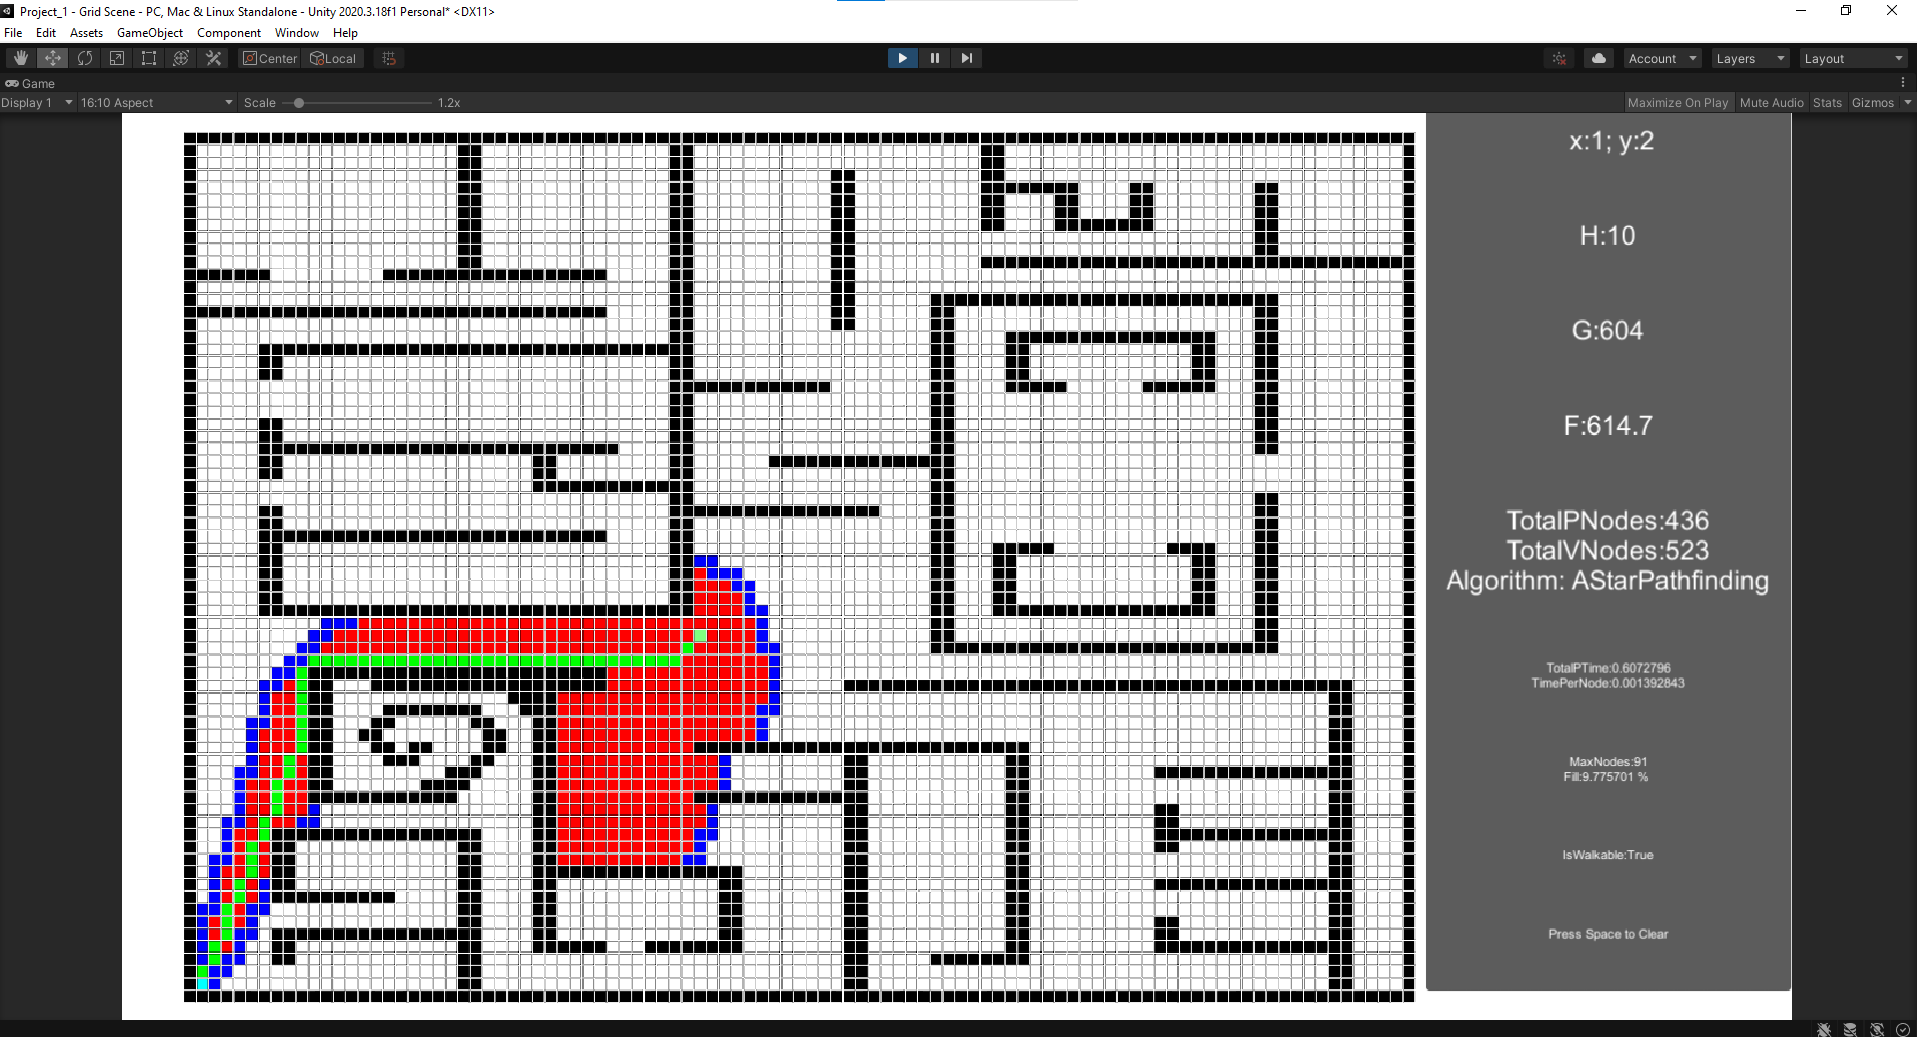 Project_1 - Grid Scene - PC, Mac & Linux Standalone - Unity 2020.3.18f1 Personal* <DX11>
File Edit Assets GameObject Component Window Help
Center Local Account Layers Layout
Game
Display 1 16:10 Aspect Scale 1.2x Maximize On Play Mute Audio Stats Gizmos
x:1; y:2
H:10
G:604
F:614.7
TotalPNodes:436
TotalVNodes:523
Algorithm: AStarPathfinding
TotalPTime:0.6072796
TimePerNode:0.001392843
MaxNodes:91
Fill:9.775701 %
IsWalkable:True
Press Space to Clear